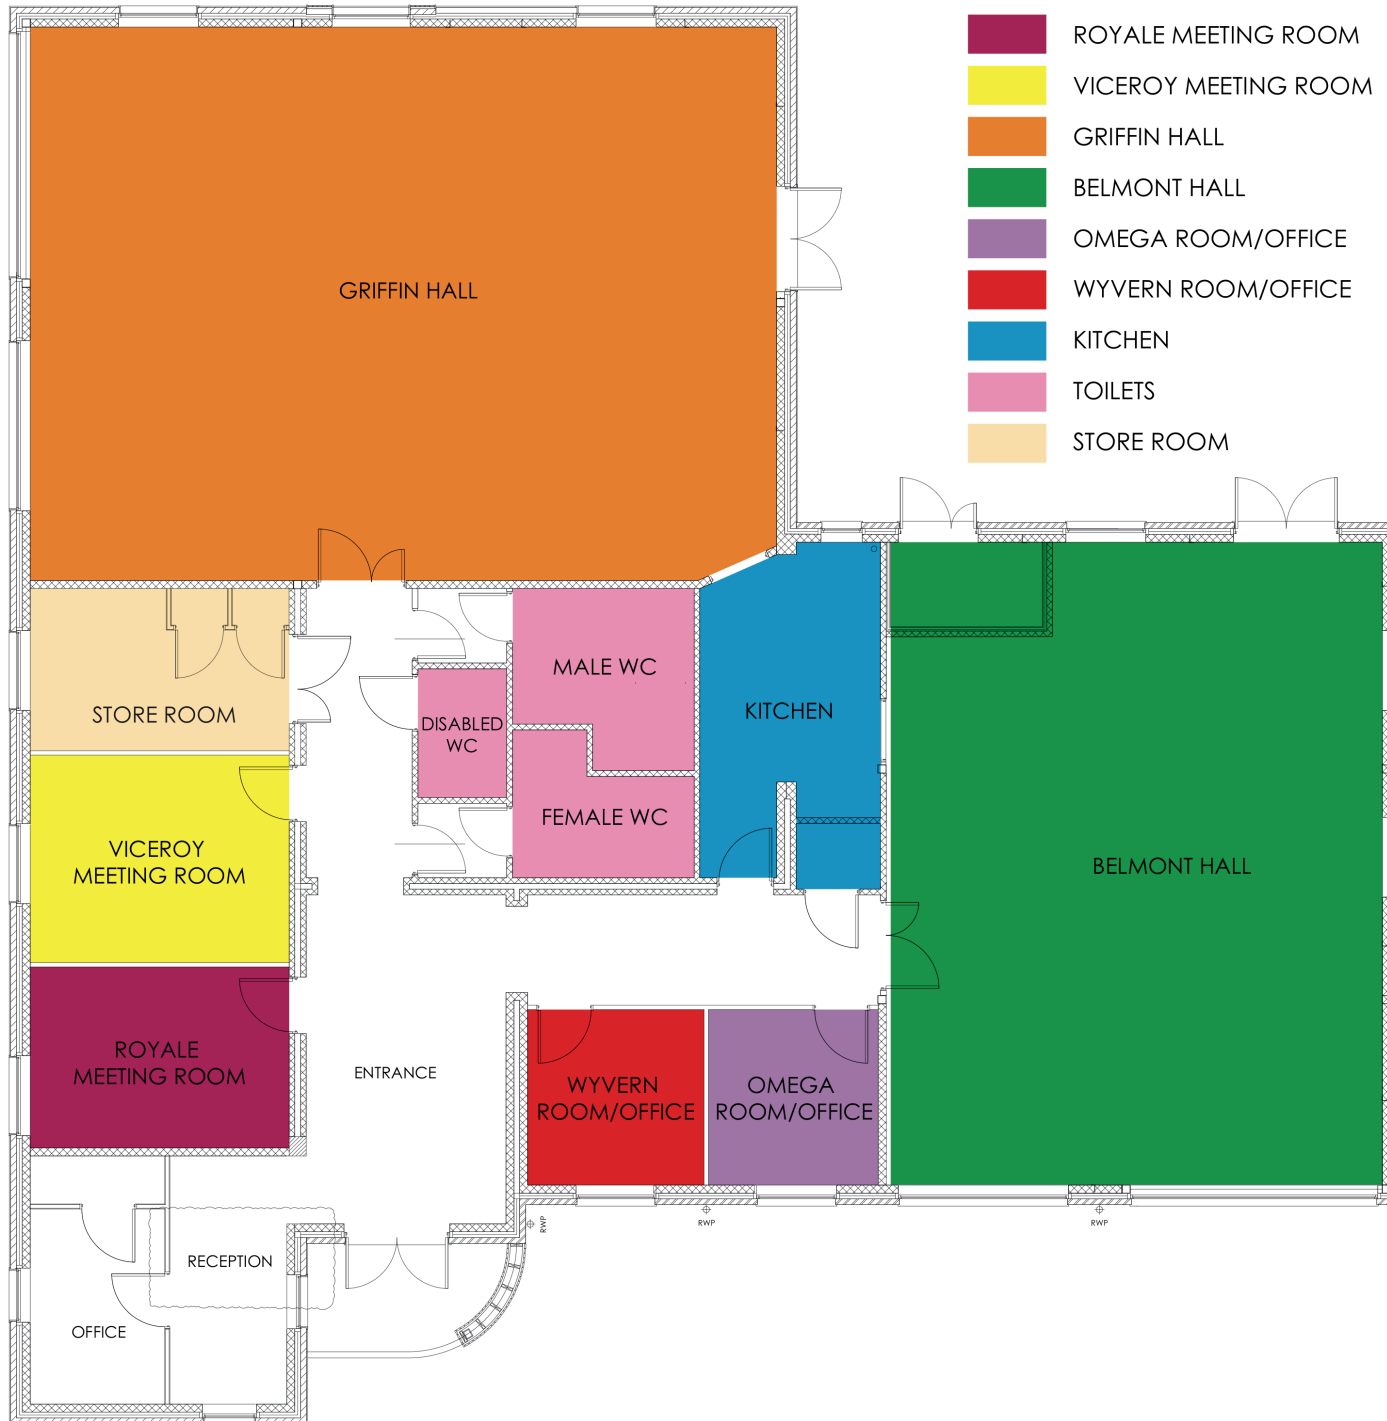 ROYALE MEETING ROOM
VICEROY MEETING ROOM
GRIFFIN HALL
BELMONT HALL
OMEGA ROOM/OFFICE
WYVERN ROOM/OFFICE
KITCHEN
TOILETS
STORE ROOM
GRIFFIN HALL
STORE ROOM
MALE WC
DISABLED
WC
KITCHEN
FEMALE WC
VICEROY
MEETING ROOM
BELMONT HALL
ROYALE
MEETING ROOM
ENTRANCE
WYVERN
ROOM/OFFICE
OMEGA
ROOM/OFFICE
RWP
RWP
RWP
RECEPTION
OFFICE